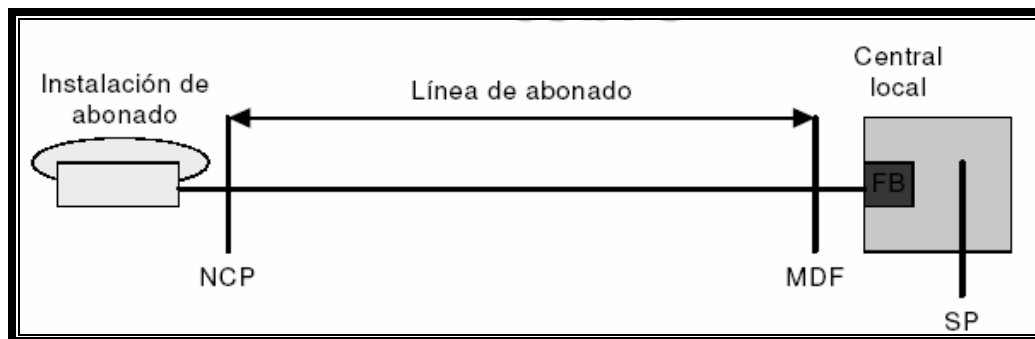 Central
local
Instalación de
abonado
Línea de abonado
FB
NCP
MDF
SP